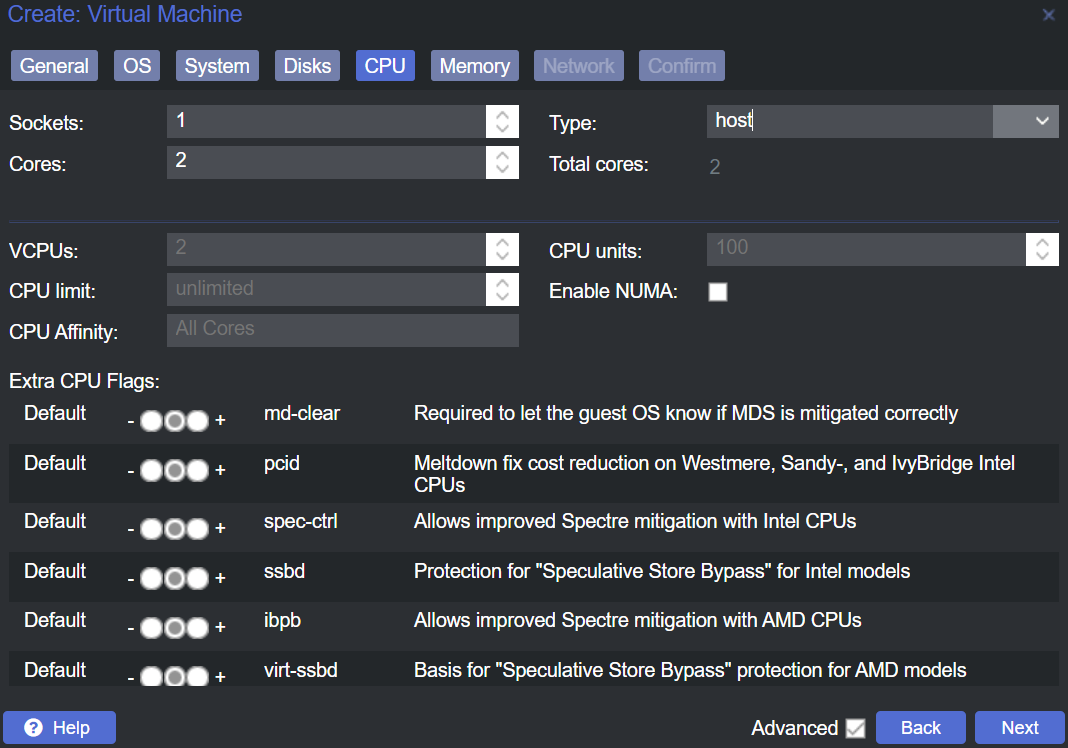 Create: Virtual Machine
General OS System Disks CPU Memory Network Confirm
Sockets: 1 Type: host
Cores: 2 Total cores: 2
VCPUs: 2 CPU units: 100
CPU limit: unlimited Enable NUMA:
CPU Affinity: All Cores
Extra CPU Flags:
Default - + md-clear Required to let the guest OS know if MDS is mitigated correctly
Default - + pcid Meltdown fix cost reduction on Westmere, Sandy-, and IvyBridge Intel
CPUs
Default - + spec-ctrl Allows improved Spectre mitigation with Intel CPUs
Default - + ssbd Protection for "Speculative Store Bypass" for Intel models
Default - + ibpb Allows improved Spectre mitigation with AMD CPUs
Default - + virt-ssbd Basis for "Speculative Store Bypass" protection for AMD models
? Help Advanced Back Next